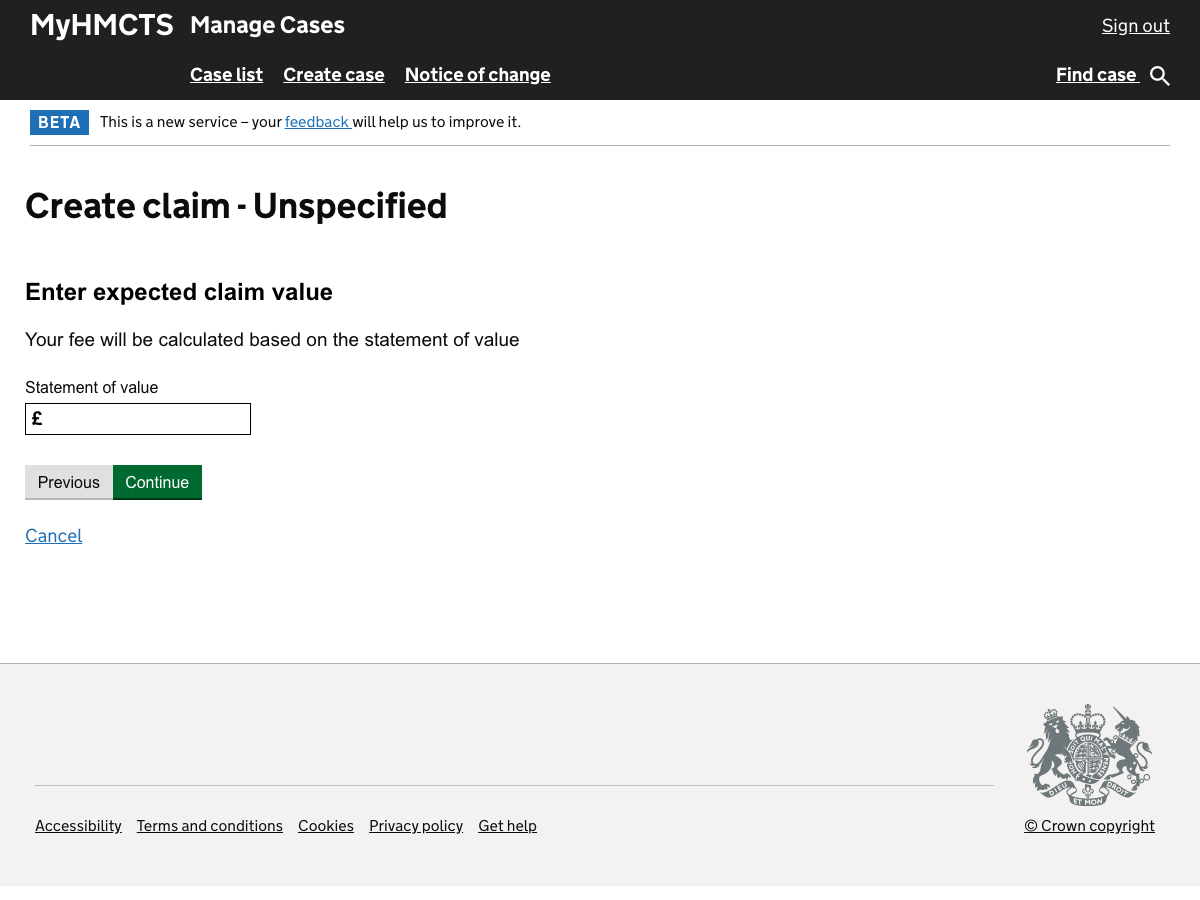 MyHMCTS Manage Cases Sign out
Case list Create case Notice of change Find case
BETA This is a new service – your feedback will help us to improve it.
Create claim - Unspecified
Enter expected claim value
Your fee will be calculated based on the statement of value
Statement of value
£
Previous Continue
Cancel
DIEU ET MON DROIT
Accessibility Terms and conditions Cookies Privacy policy Get help © Crown copyright